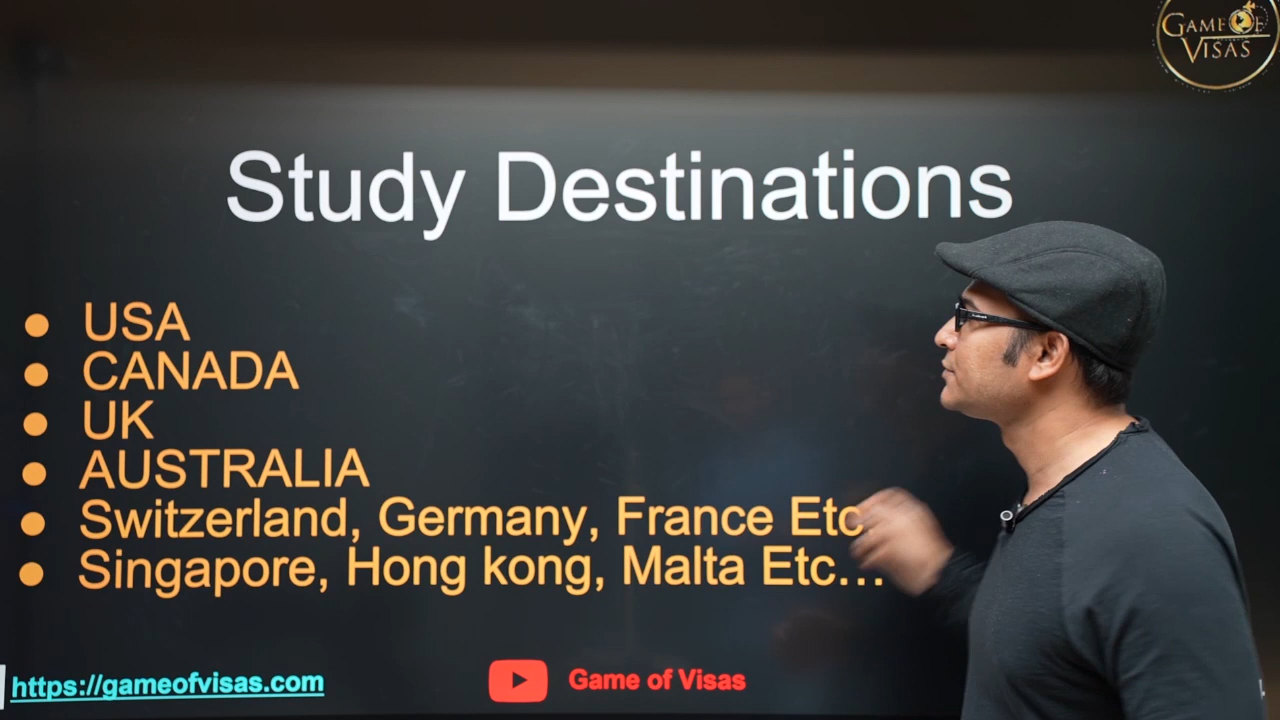 GAME OF
VISAS
Study Destinations
● USA
● CANADA
● UK
● AUSTRALIA
● Switzerland, Germany, France Etc
● Singapore, Hong kong, Malta Etc...
https://gameofvisas.com
Game of Visas